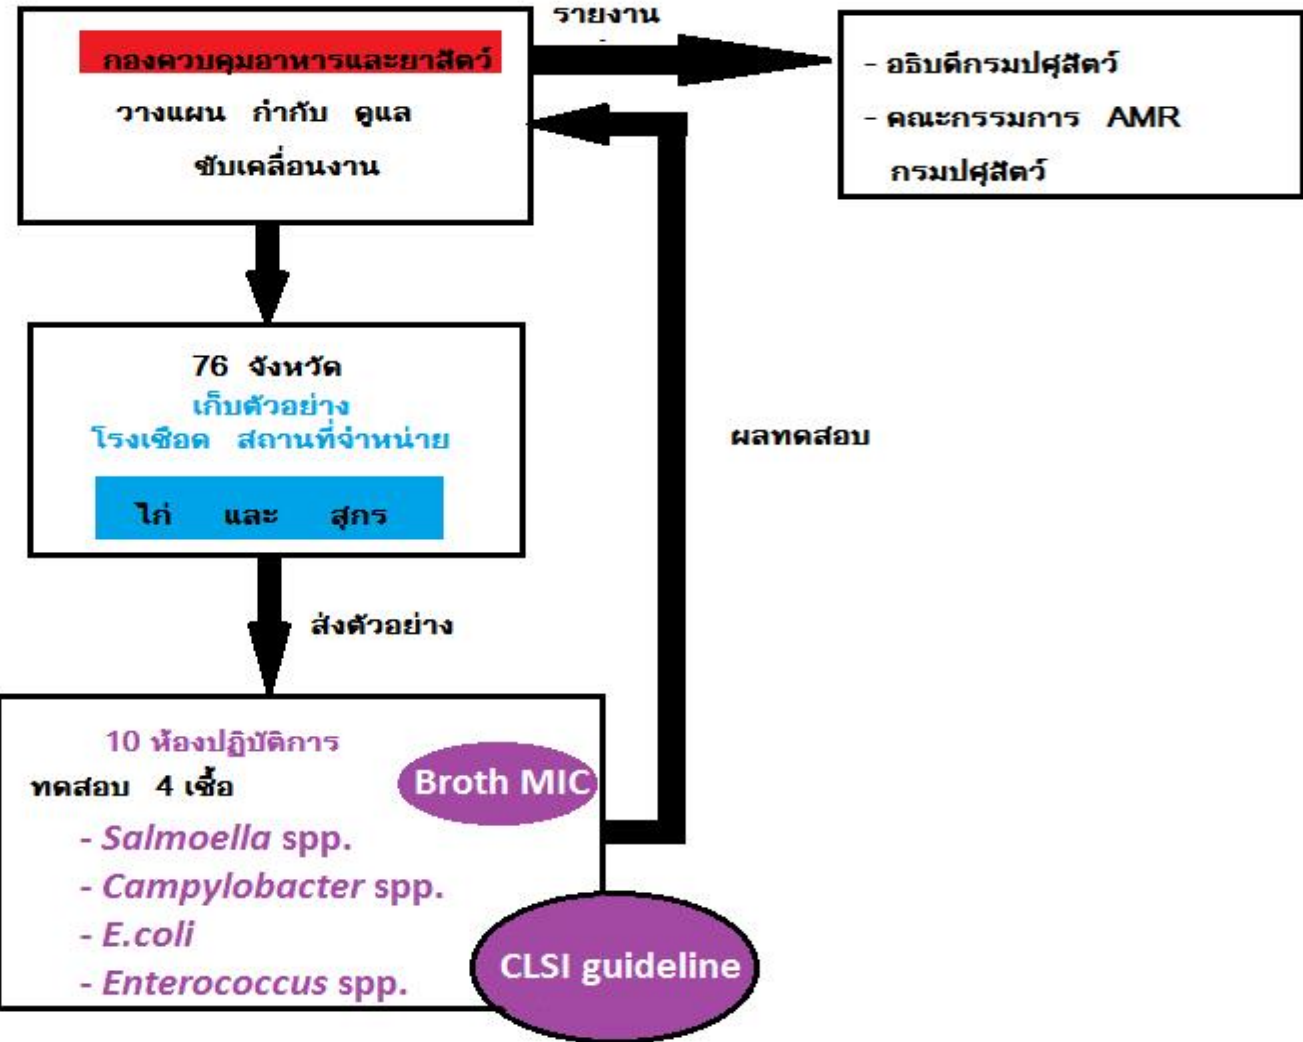 รายงาน
กองควบคุมอาหารและยาสัตว์
วางแผน กำกับ ดูแล
ขับเคลื่อนงาน
- อธิบดีกรมปศุสัตว์
- คณะกรรมการ AMR
กรมปศุสัตว์
76 จังหวัด
เก็บตัวอย่าง
โรงเชือด สถานที่จำหน่าย
ไก่ และ สุกร
ผลทดสอบ
ส่งตัวอย่าง
10 ห้องปฏิบัติการ
ทดสอบ 4 เชื้อ
Broth MIC
- Salmoella spp.
- Campylobacter spp.
- E.coli
- Enterococcus spp.
CLSI guideline